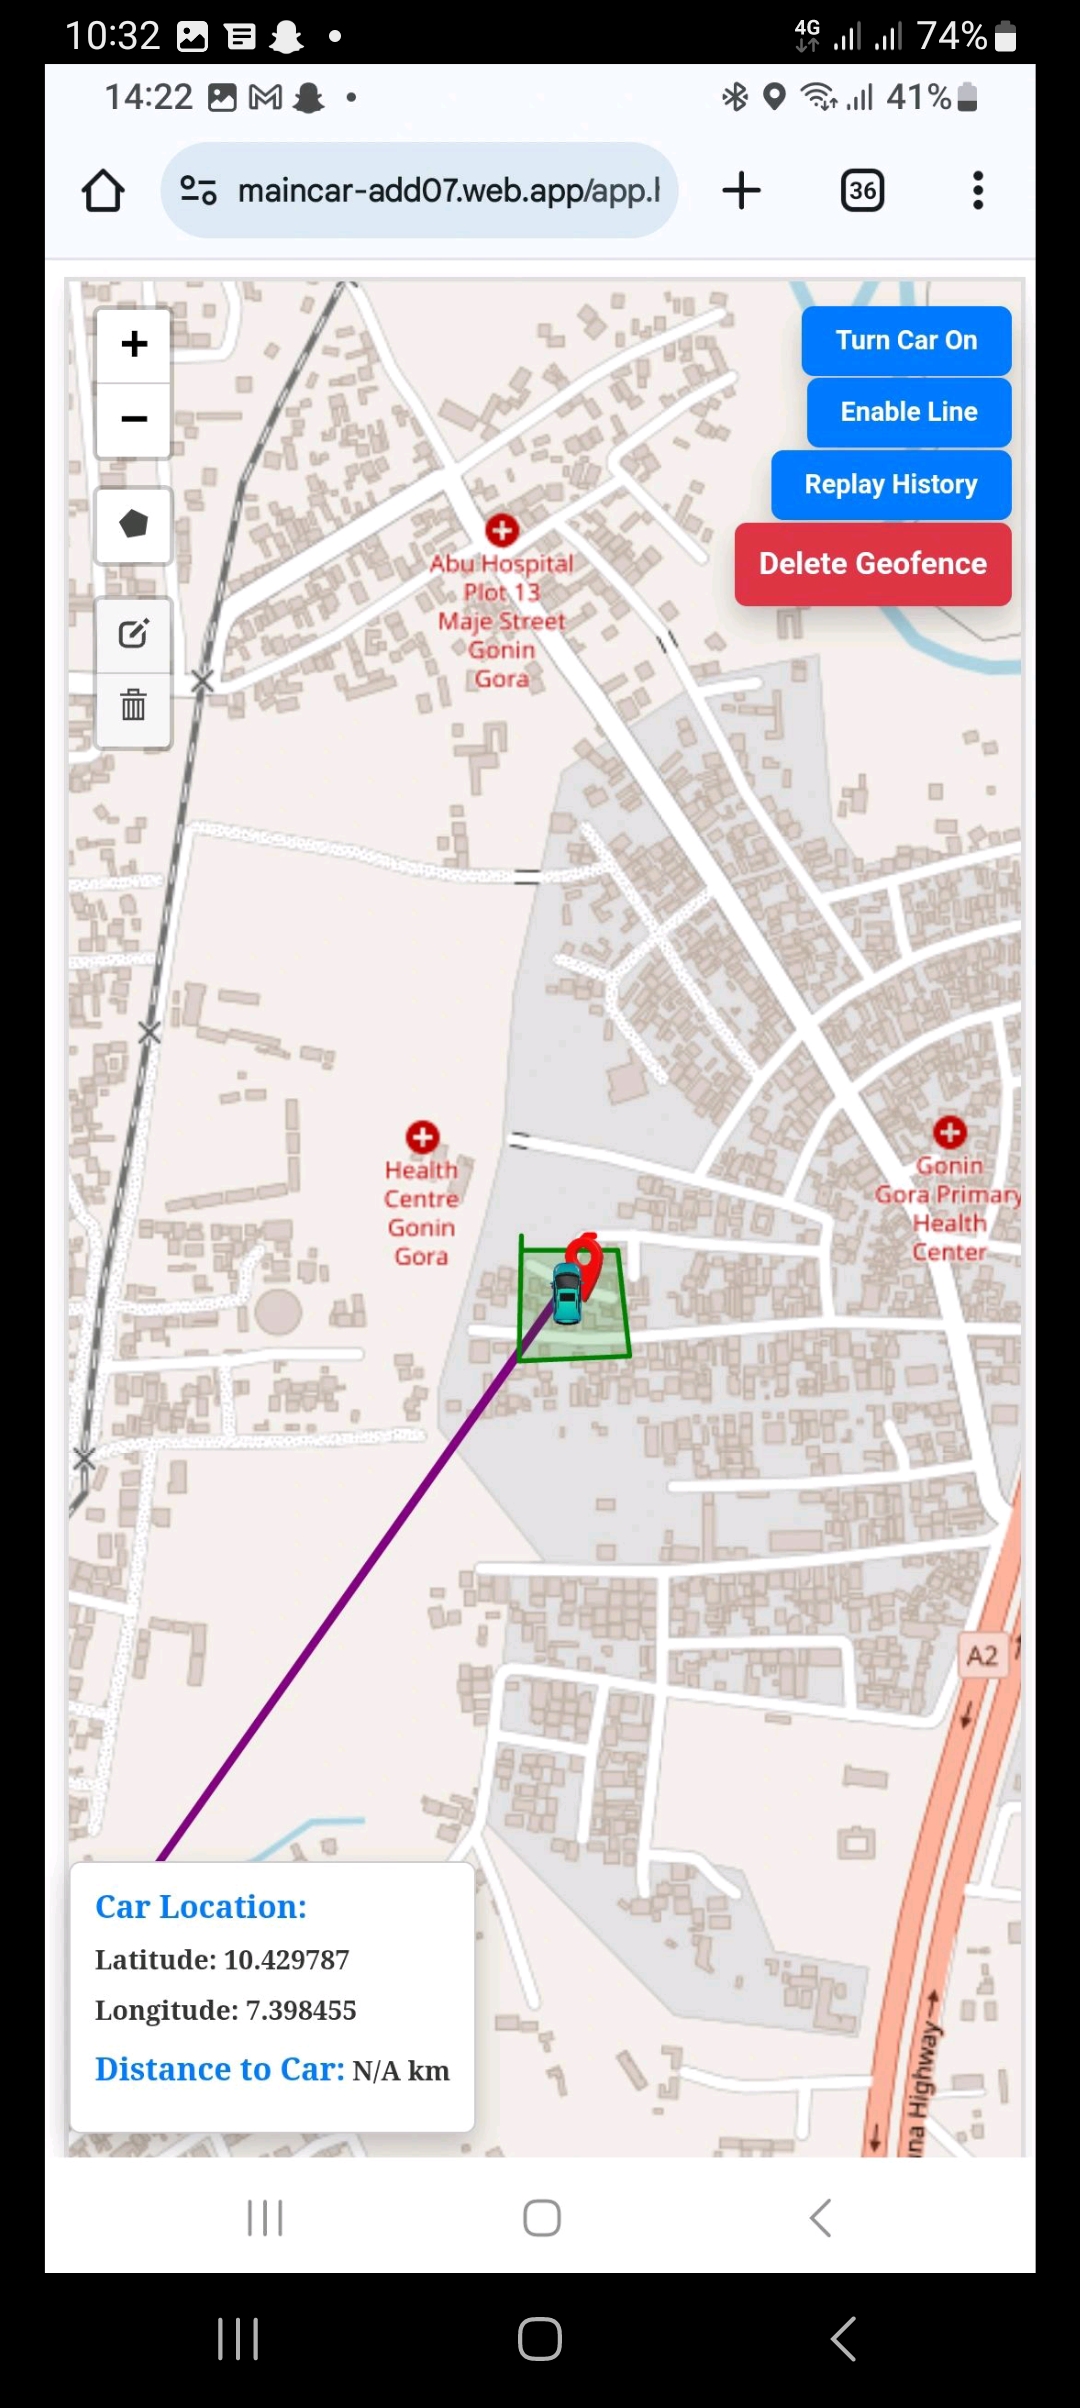 10:32
4G
74%
14:22
41%
maincar-add07.web.app/app.l
36
+
−
Turn Car On
Enable Line
Replay History
Delete Geofence
Abu Hospital
Plot 13
Maje Street
Gonin
Gora
Health
Centre
Gonin
Gora
Gonin
Gora Primary
Health
Center
A2
Car Location:
Latitude: 10.429787
Longitude: 7.398455
Distance to Car: N/A km
una Highway